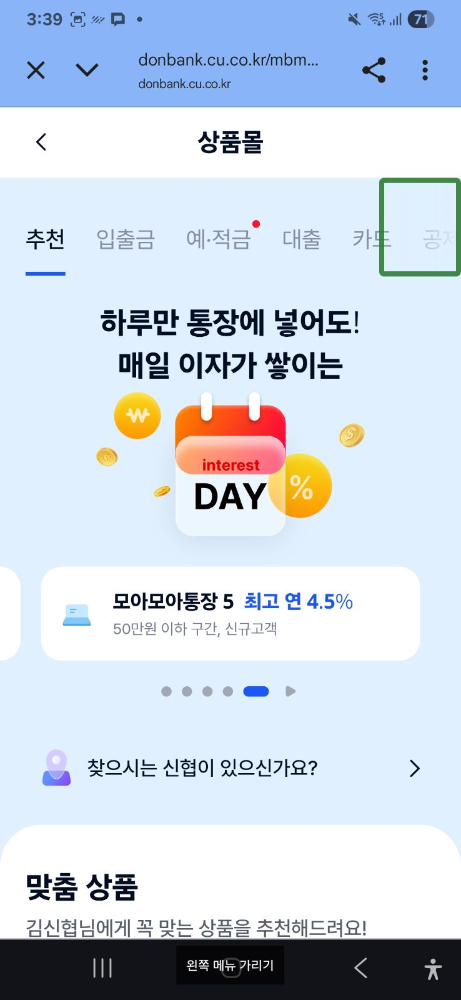 3:39
71
donbank.cu.co.kr/mbm...
donbank.cu.co.kr
상품몰
추천 입출금 예·적금 대출 카드
하루만 통장에 넣어도!
매일 이자가 쌓이는
₩
$
interest
DAY
%
모아모아통장 5 최고 연 4.5%
50만원 이하 구간, 신규고객
찾으시는 신협이 있으신가요?
맞춤 상품
김신협님에게 꼭 맞는 상품을 추천해드려요!
왼쪽 메뉴 가리기